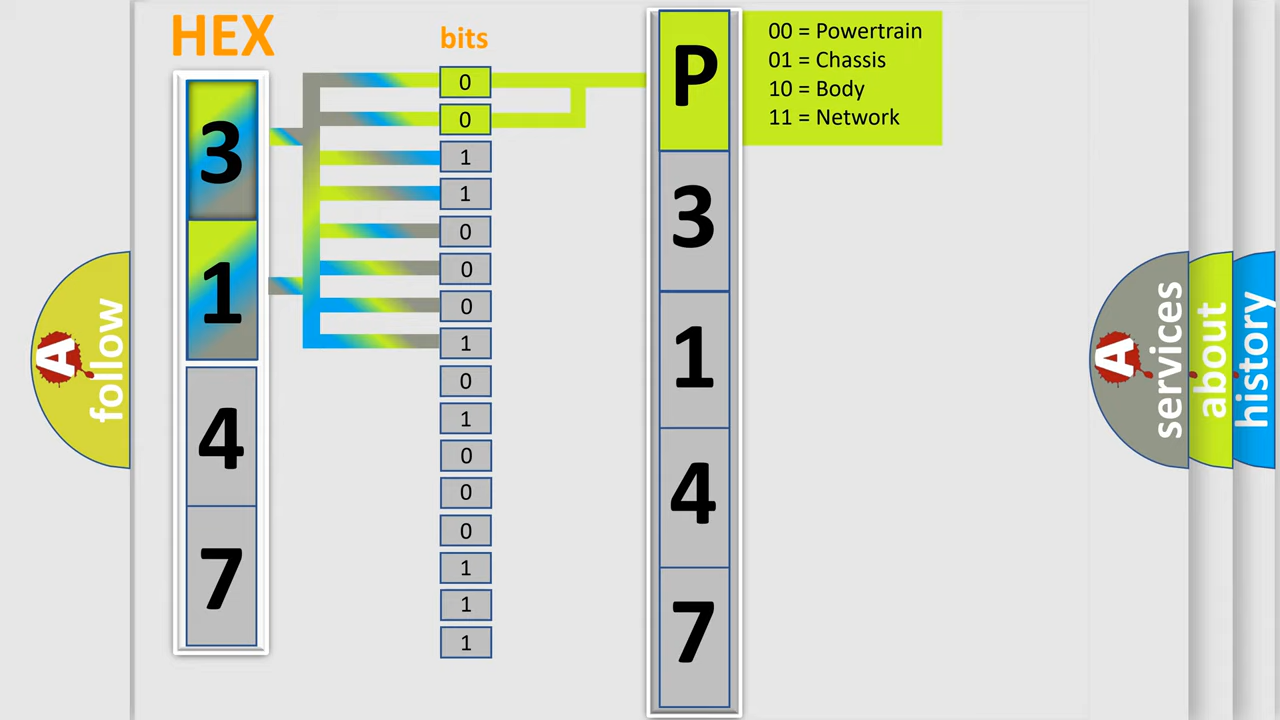 HEX
bits
3
1
4
7
0
0
1
1
0
0
0
1
0
1
0
0
0
1
1
1
P
3
1
4
7
00 = Powertrain
01 = Chassis
10 = Body
11 = Network
A
follow
A
services
about
history